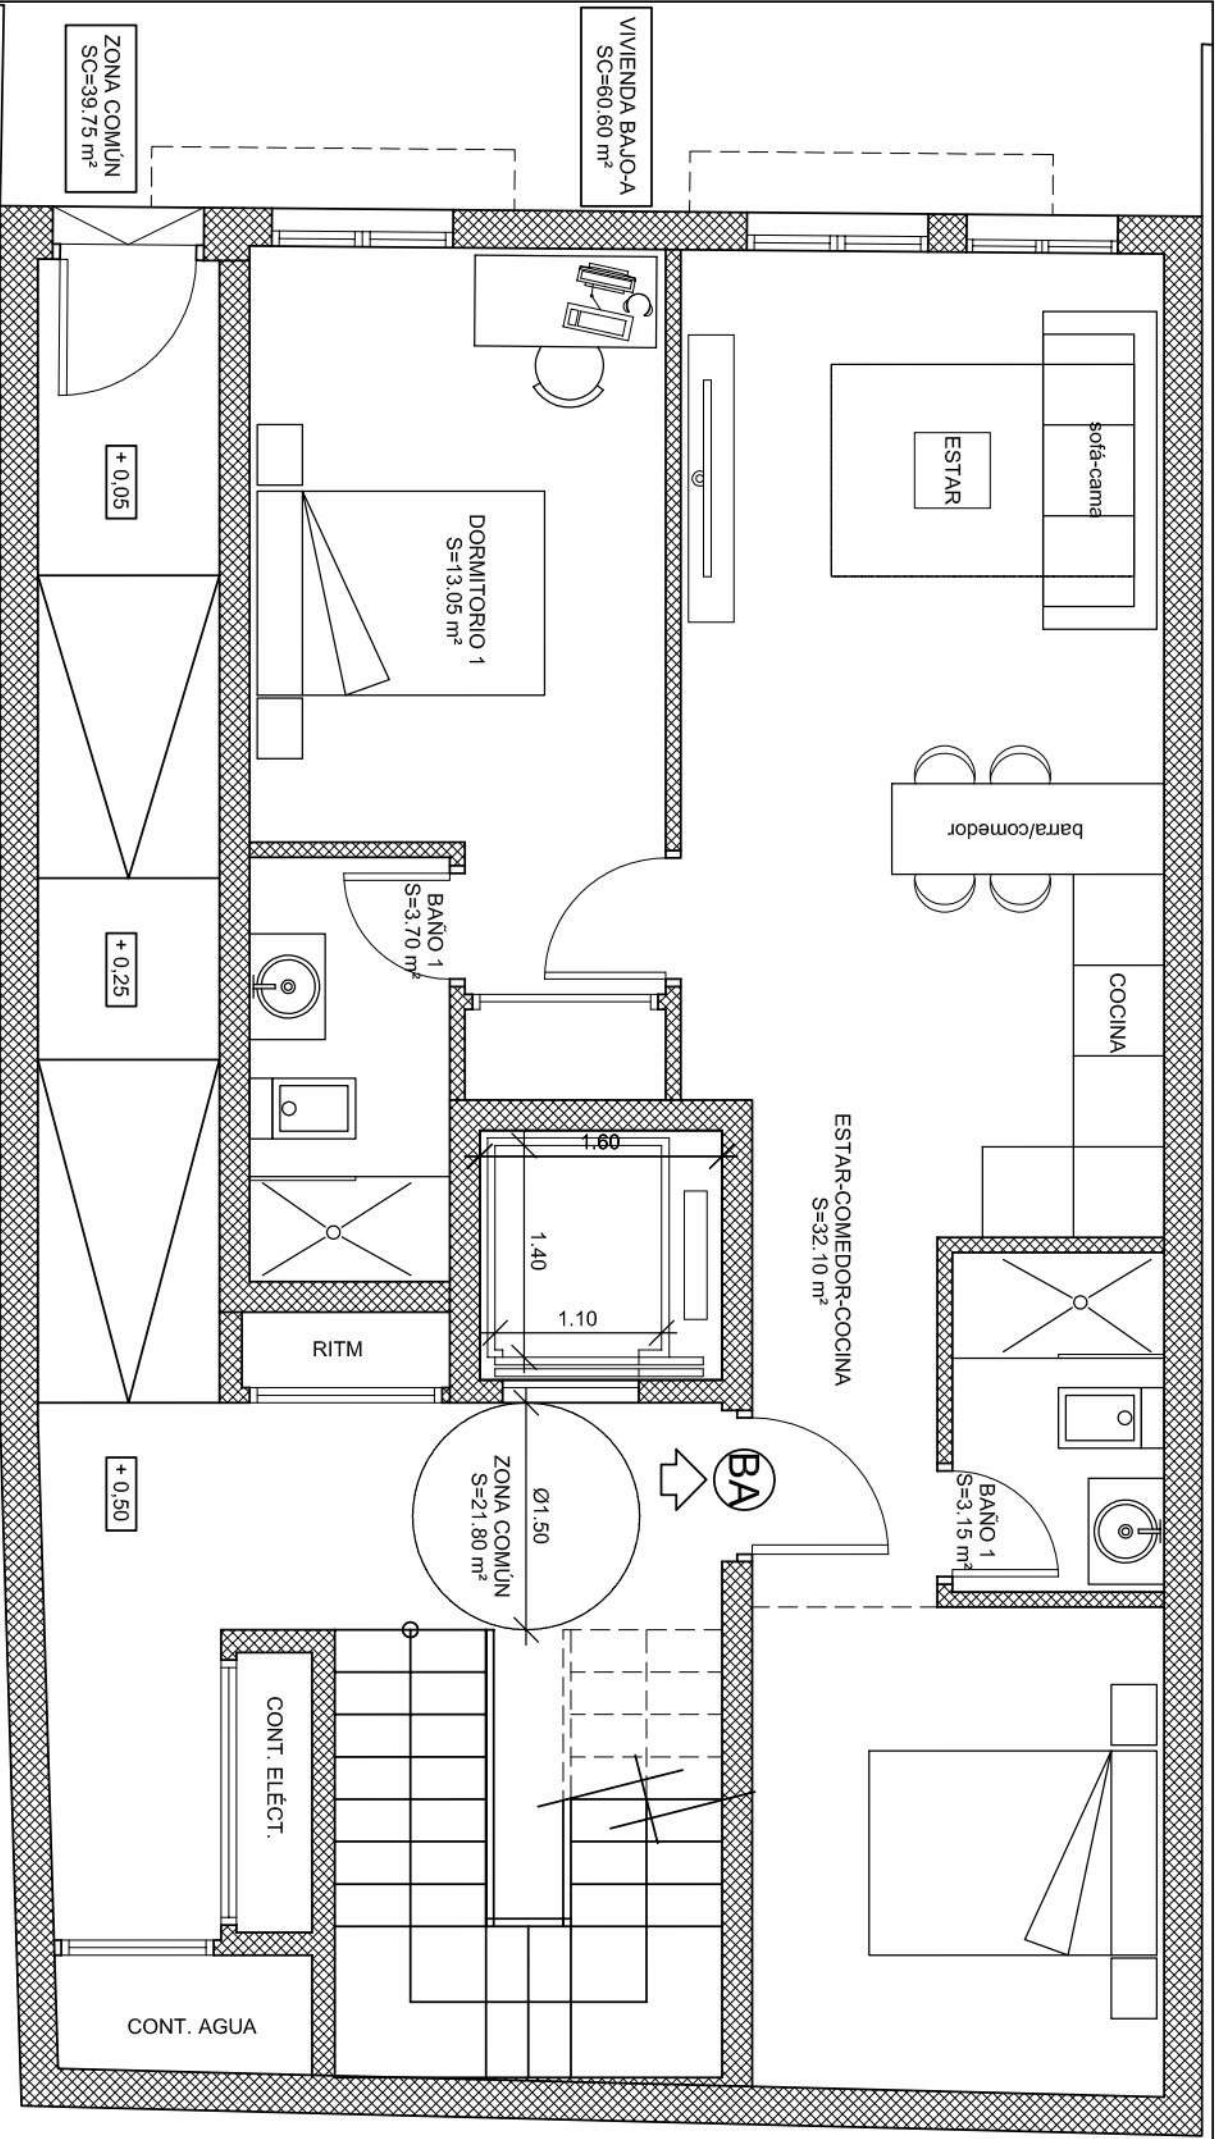 VIVIENDA BAJO-A
SC=60.60 m²
ZONA COMÚN
SC=39.75 m²
sofá-cama
ESTAR
DORMITORIO 1
S=13.05 m²
+ 0,05
barra/comedor
COCINA
BAÑO 1
S=3.70 m²
+ 0,25
ESTAR-COMEDOR-COCINA
S=32.10 m²
1.60
1.40
1.10
RITM
BA
BAÑO 1
S=3.15 m²
Ø1.50
ZONA COMÚN
S=21.80 m²
+ 0,50
CONT. ELÉCT.
CONT. AGUA